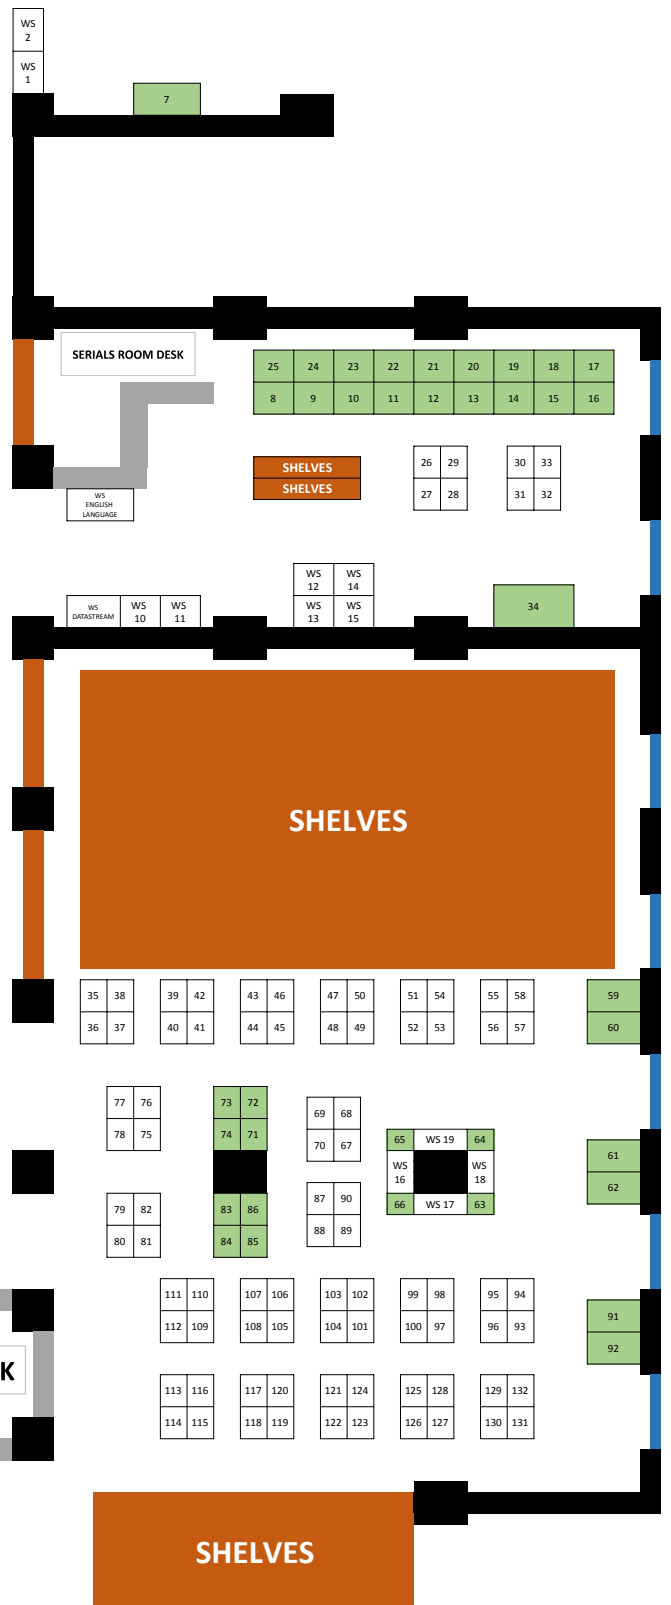 WS
2
WS
1
7
SERIALS ROOM DESK
25 24 23 22 21 20 19 18 17
8 9 10 11 12 13 14 15 16
SHELVES
SHELVES
26 29 30 33
27 28 31 32
WS
ENGLISH
LANGUAGE
WS
12
WS
14
WS
13
WS
15
WS
DATASTREAM
WS
10
WS
11
34
SHELVES
35 38 39 42 43 46 47 50 51 54 55 58 59
36 37 40 41 44 45 48 49 52 53 56 57 60
77 76 73 72 69 68
78 75 74 71 70 67
65 WS 19 64
WS
16
WS
18
66 WS 17 63
61
62
79 82 83 86 87 90
80 81 84 85 88 89
111 110 107 106 103 102 99 98 95 94 91
112 109 108 105 104 101 100 97 96 93 92
K
113 116 117 120 121 124 125 128 129 132
114 115 118 119 122 123 126 127 130 131
SHELVES